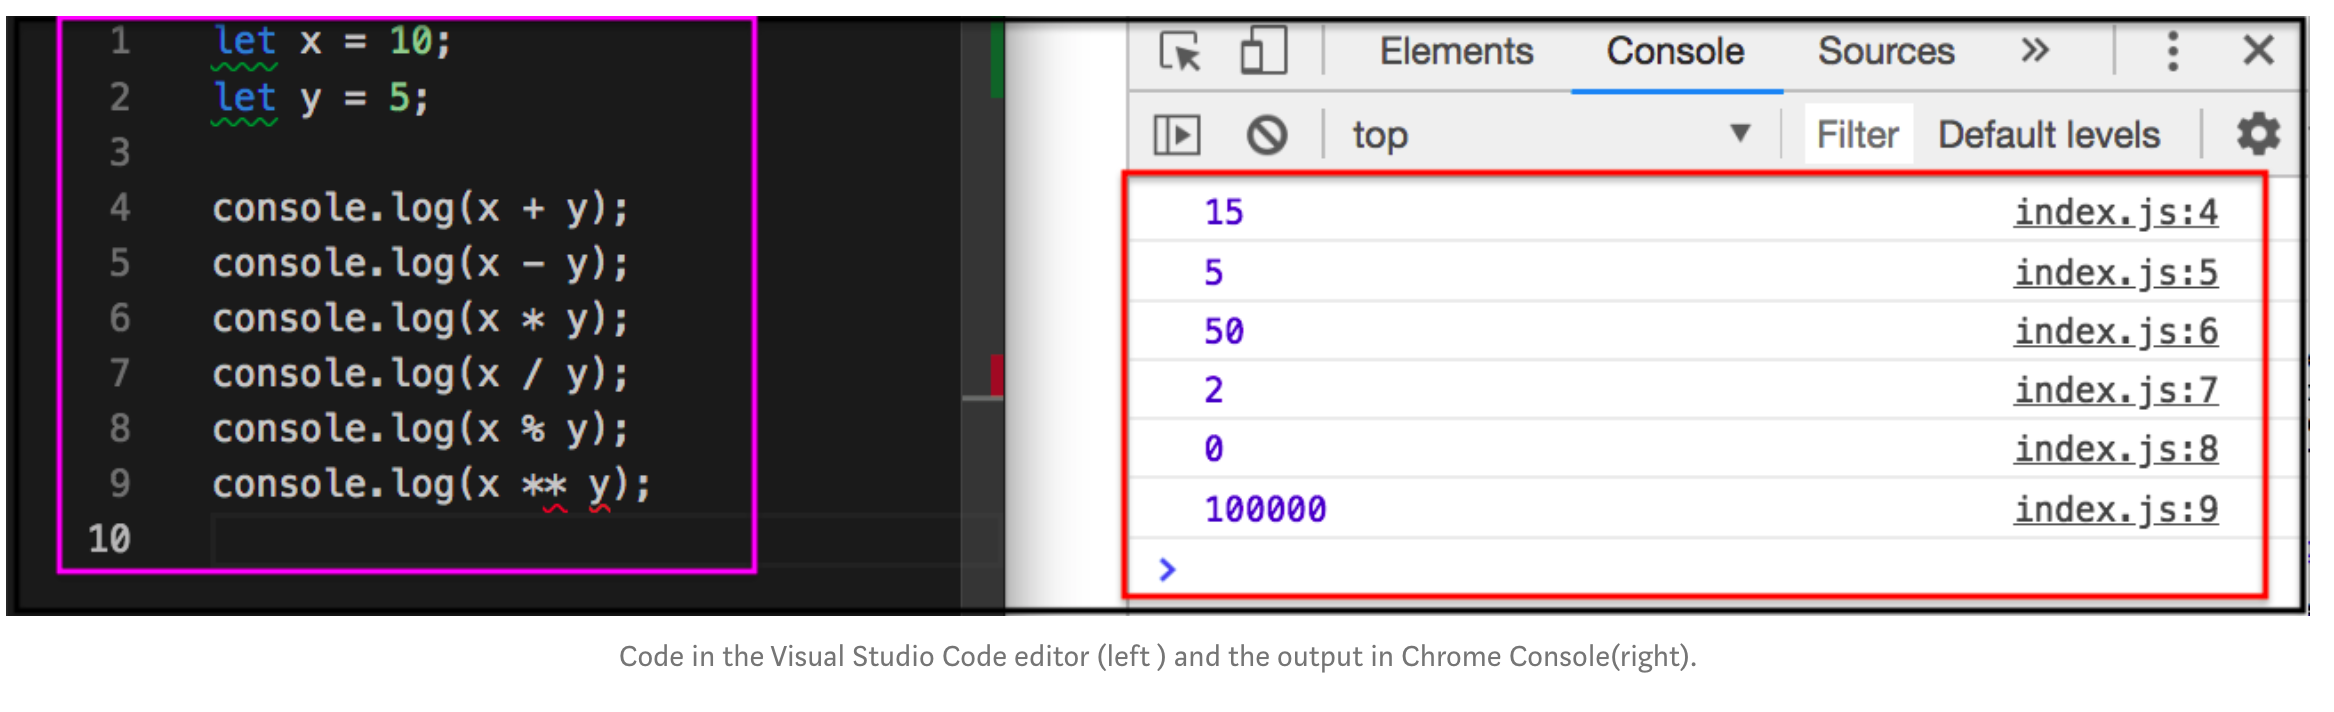 1 let x = 10;
2 let y = 5;
3
4 console.log(x + y);
5 console.log(x - y);
6 console.log(x * y);
7 console.log(x / y);
8 console.log(x % y);
9 console.log(x ** y);
10
Elements Console Sources »
top ▼ Filter Default levels
15 index.js:4
5 index.js:5
50 index.js:6
2 index.js:7
0 index.js:8
100000 index.js:9
>
Code in the Visual Studio Code editor (left ) and the output in Chrome Console(right).